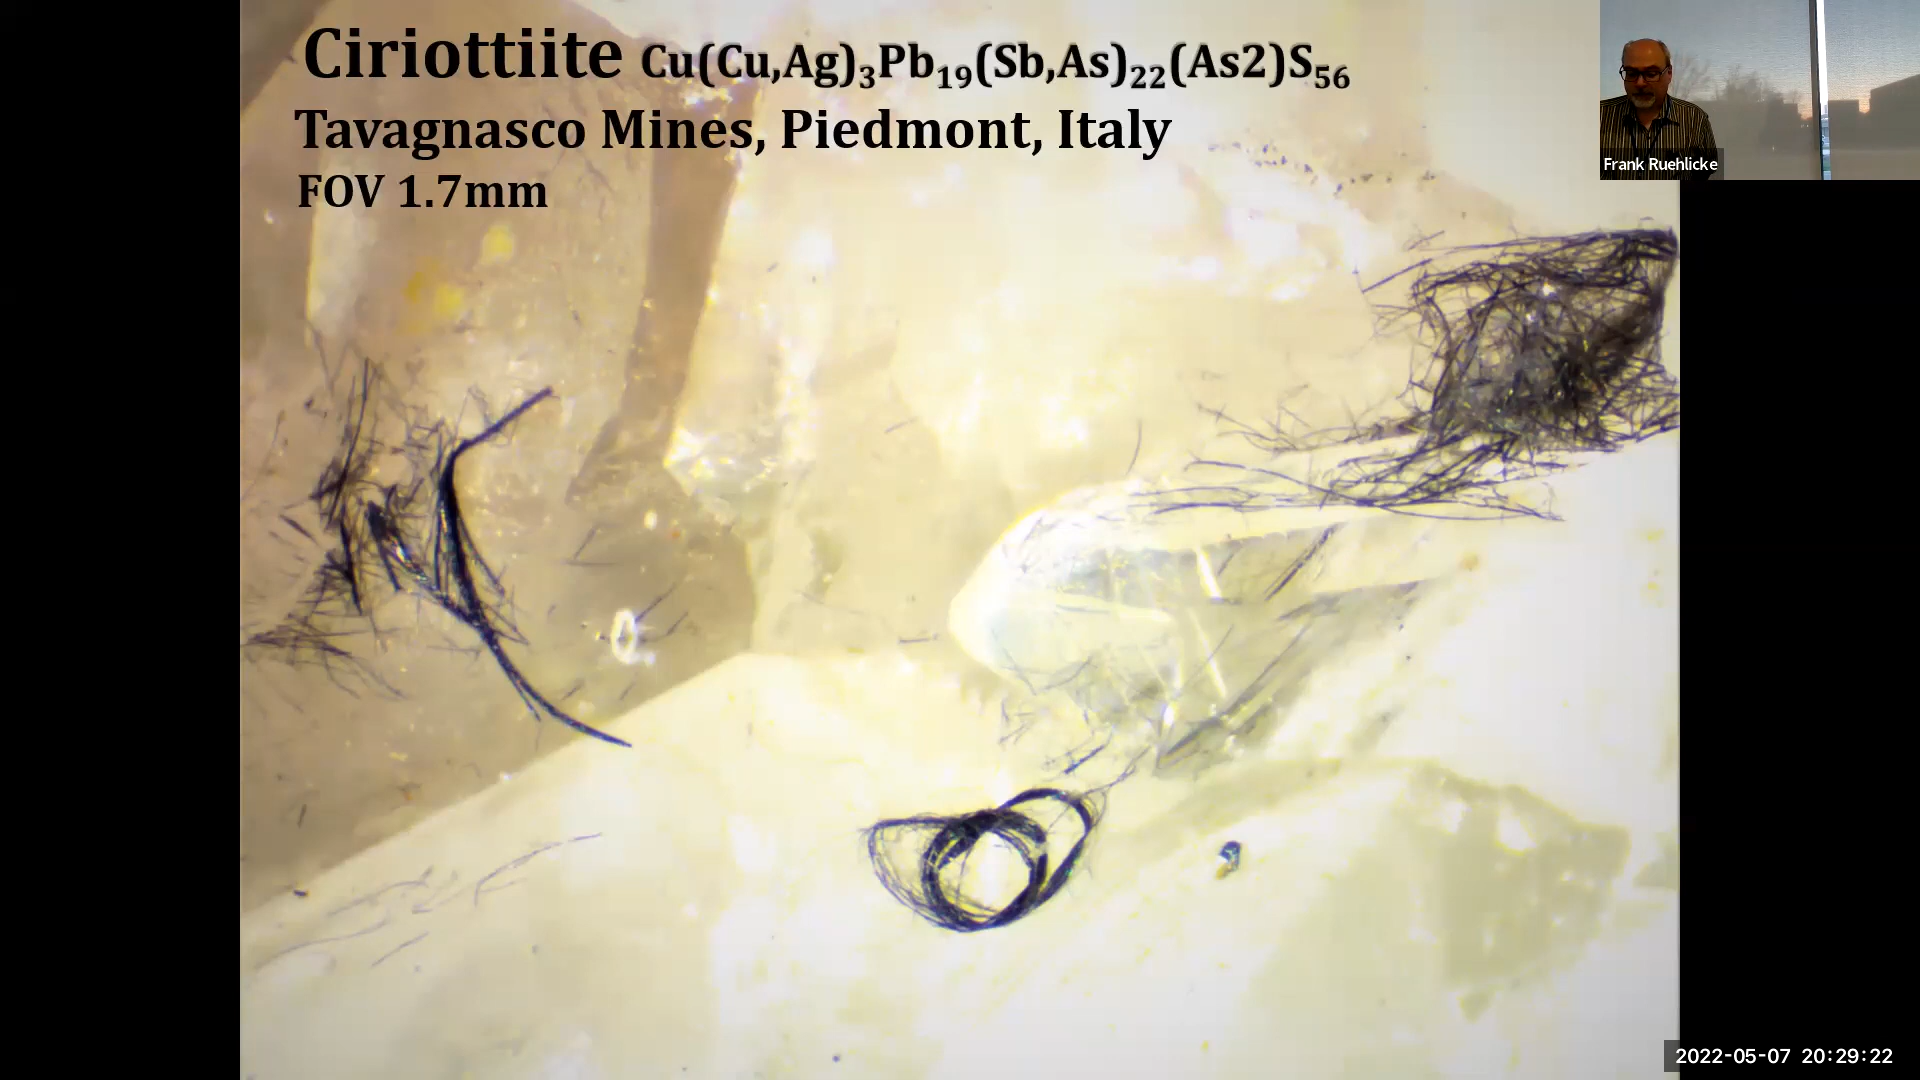 Ciriottiite Cu(Cu,Ag)₃Pb₁₉(Sb,As)₂₂(As2)S₅₆
Tavagnasco Mines, Piedmont, Italy
FOV 1.7mm
Frank Ruehlicke
2022-05-07 20:29:22